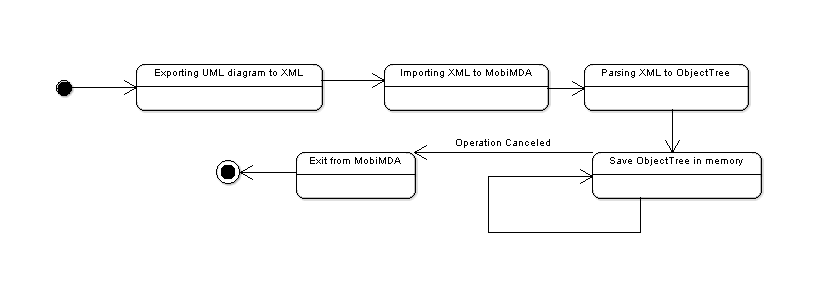 Exporting UML diagram to XML
Importing XML to MobiMDA
Parsing XML to ObjectTree
Operation Canceled
Exit from MobiMDA
Save ObjectTree in memory